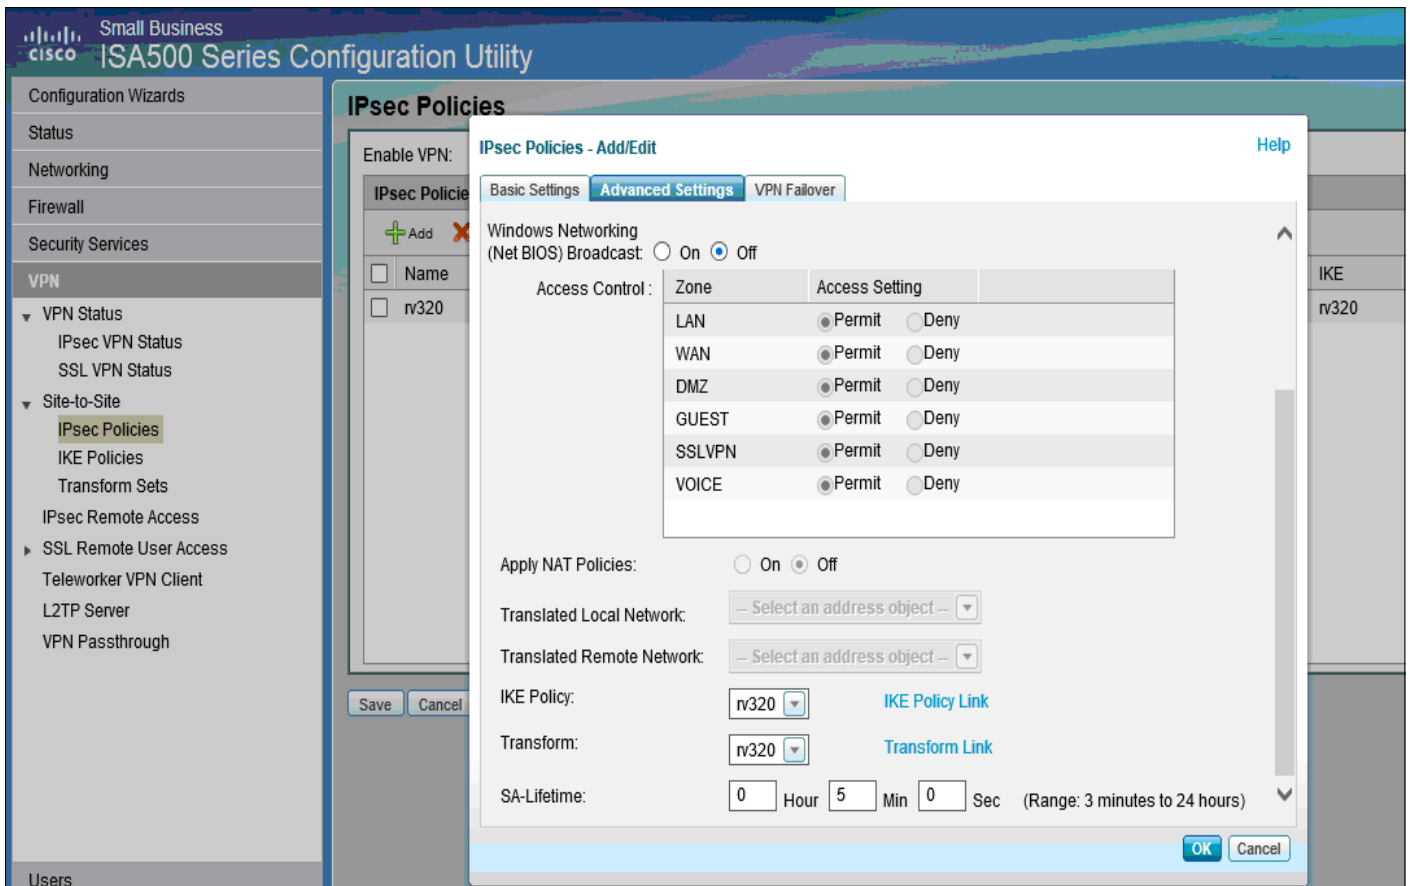 Small Business
cisco ISA500 Series Configuration Utility
Configuration Wizards
Status
Networking
Firewall
Security Services
VPN
VPN Status
IPsec VPN Status
SSL VPN Status
Site-to-Site
IPsec Policies
IKE Policies
Transform Sets
IPsec Remote Access
SSL Remote User Access
Teleworker VPN Client
L2TP Server
VPN Passthrough
Users
IPsec Policies
Enable VPN:
IPsec Policie
Add
Name IKE
rv320 rv320
Save Cancel
IPsec Policies - Add/Edit Help
Basic Settings Advanced Settings VPN Failover
Windows Networking
(Net BIOS) Broadcast: On Off
Access Control : Zone Access Setting
LAN Permit Deny
WAN Permit Deny
DMZ Permit Deny
GUEST Permit Deny
SSLVPN Permit Deny
VOICE Permit Deny
Apply NAT Policies: On Off
Translated Local Network: -- Select an address object --
Translated Remote Network: -- Select an address object --
IKE Policy: rv320 IKE Policy Link
Transform: rv320 Transform Link
SA-Lifetime: 0 Hour 5 Min 0 Sec (Range: 3 minutes to 24 hours)
OK Cancel